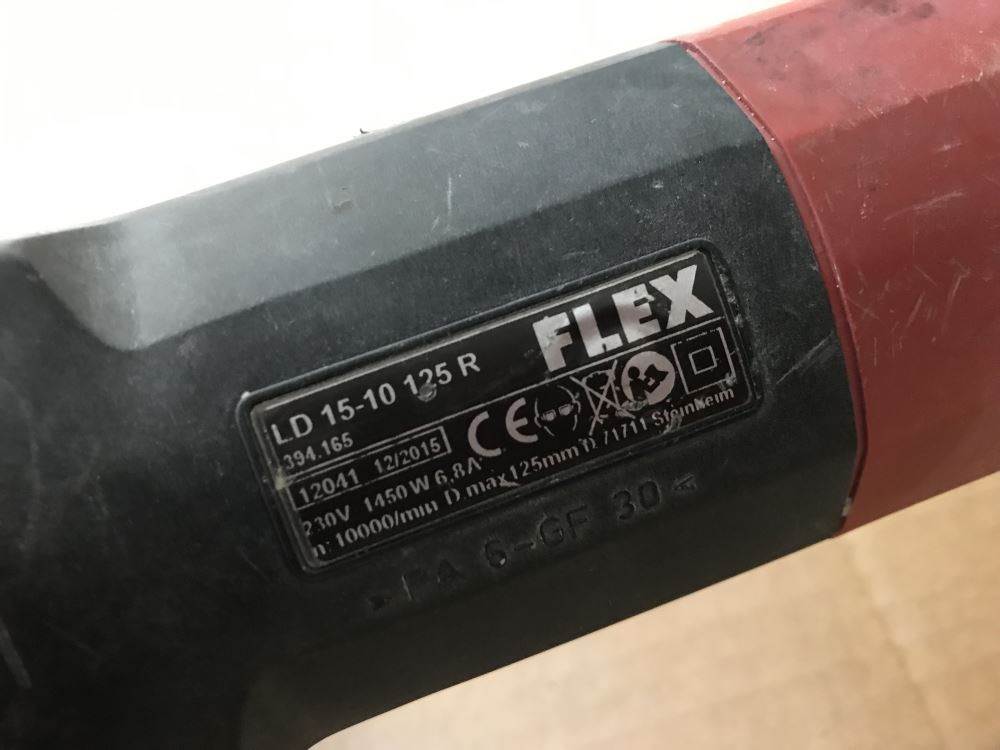 FLEX
LD 15-10 125 R
394.165
12041 12/2015
CE
230V 1450W 6,8A
n: 10000/min D.max.125mm D 71711 Steinheim
>PA 6-GF 30<